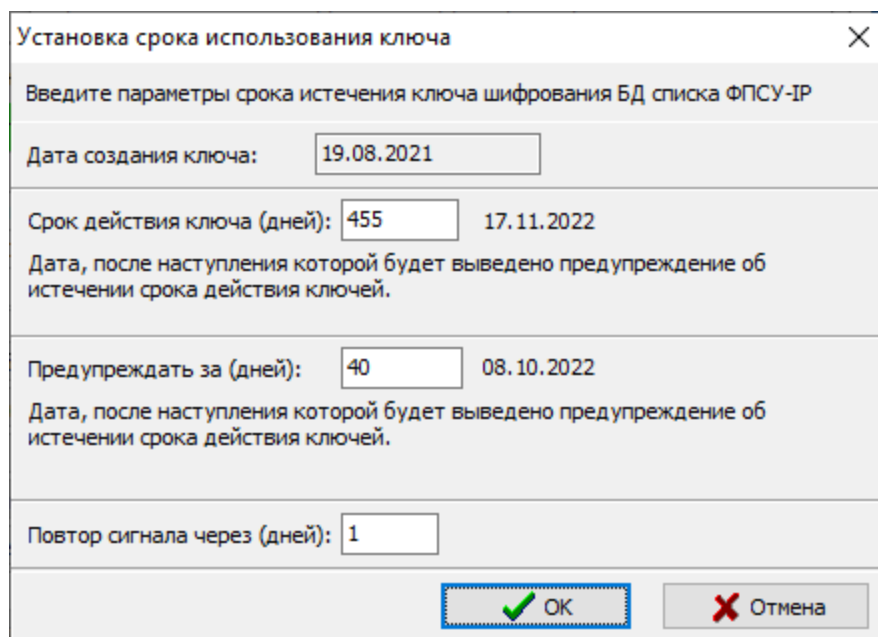 Установка срока использования ключа
Введите параметры срока истечения ключа шифрования БД списка ФПСУ-IP
Дата создания ключа: 19.08.2021
Срок действия ключа (дней): 455 17.11.2022
Дата, после наступления которой будет выведено предупреждение об
истечении срока действия ключей.
Предупреждать за (дней): 40 08.10.2022
Дата, после наступления которой будет выведено предупреждение об
истечении срока действия ключей.
Повтор сигнала через (дней): 1
OK Отмена